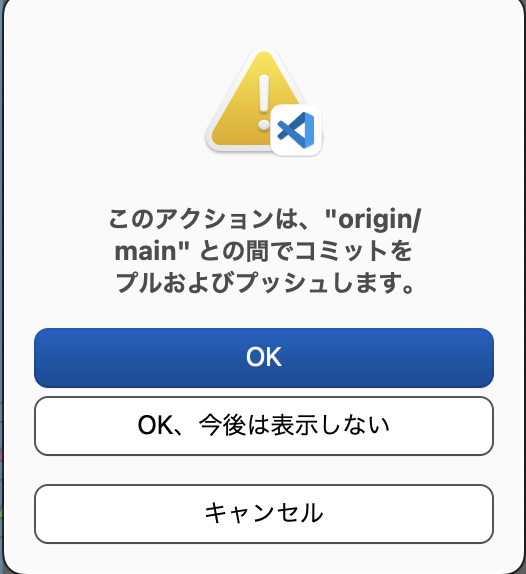 このアクションは、"origin/
main" との間でコミットを
プルおよびプッシュします。
OK
OK、今後は表示しない
キャンセル